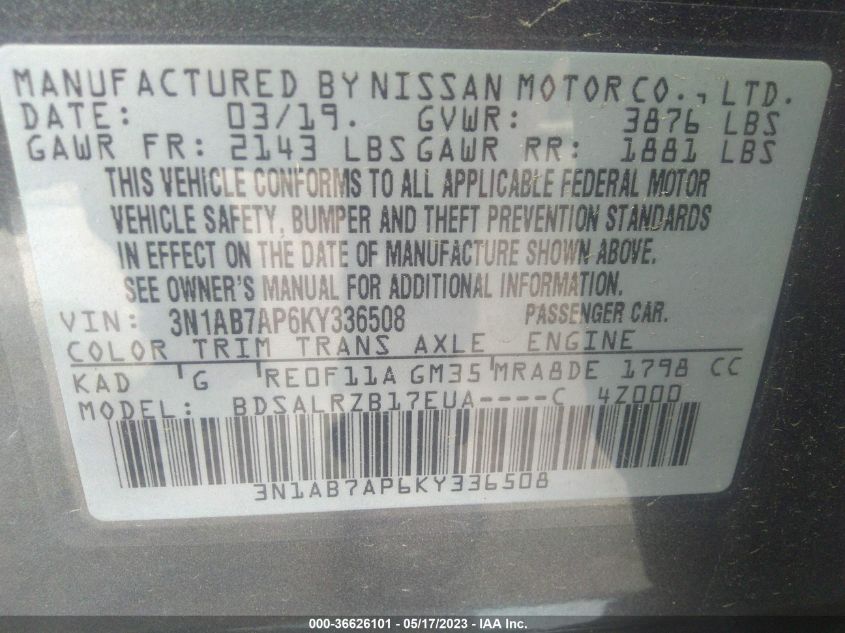 MANUFACTURED BY NISSAN MOTOR CO., LTD.
DATE: 03/19. GVWR: 3876 LBS
GAWR FR: 2143 LBS GAWR RR: 1881 LBS
THIS VEHICLE CONFORMS TO ALL APPLICABLE FEDERAL MOTOR
VEHICLE SAFETY, BUMPER AND THEFT PREVENTION STANDARDS
IN EFFECT ON THE DATE OF MANUFACTURE SHOWN ABOVE.
SEE OWNER'S MANUAL FOR ADDITIONAL INFORMATION.
VIN: 3N1AB7AP6KY336508 PASSENGER CAR.
COLOR TRIM TRANS AXLE ENGINE
KAD G RE0F11A GM35 MRA8DE 1798 CC
MODEL: BDSALRZB17EUA----C 4Z000
3N1AB7AP6KY336508
000-36626101 - 05/17/2023 - IAA Inc.